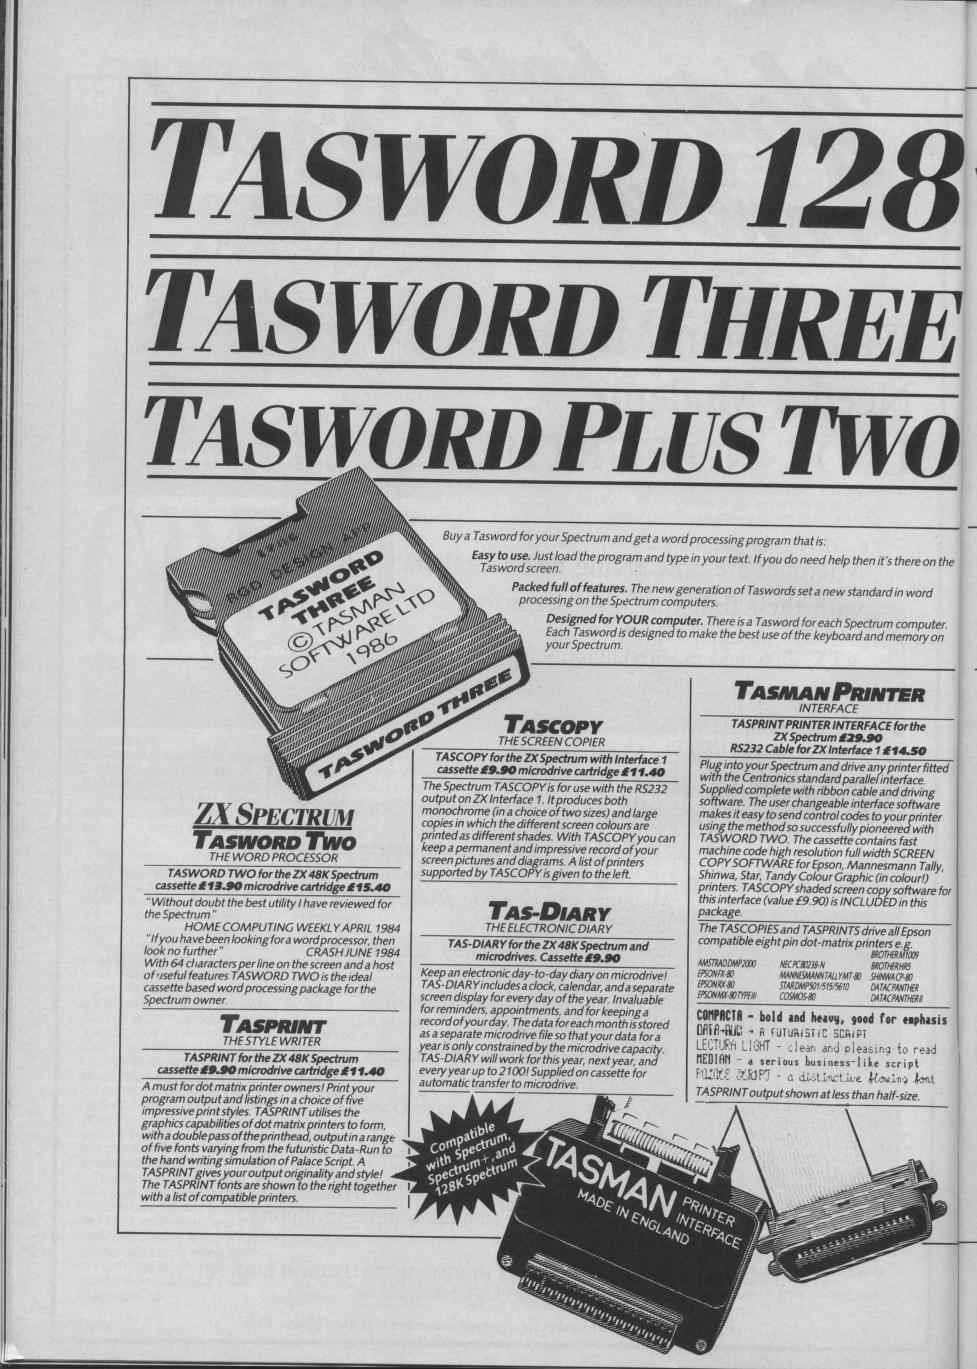 TASWORD 128
TASWORD THREE
TASWORD PLUS TWO
RGD DESIGN APP
TASWORD
THREE
© TASMAN
SOFTWARE LTD
1986
TASWORD THREE
Buy a Tasword for your Spectrum and get a word processing program that is:
Easy to use. Just load the program and type in your text. If you do need help then it's there on the
Tasword screen.
Packed full of features. The new generation of Taswords set a new standard in word
processing on the Spectrum computers.
Designed for YOUR computer. There is a Tasword for each Spectrum computer.
Each Tasword is designed to make the best use of the keyboard and memory on
your Spectrum.
ZX SPECTRUM
TASWORD TWO
THE WORD PROCESSOR
TASWORD TWO for the ZX 48K Spectrum
cassette £13.90 microdrive cartridge £15.40
"Without doubt the best utility I have reviewed for
the Spectrum"
HOME COMPUTING WEEKLY APRIL 1984
"If you have been looking for a word processor, then
look no further" CRASH JUNE 1984
With 64 characters per line on the screen and a host
of useful features TASWORD TWO is the ideal
cassette based word processing package for the
Spectrum owner.
TASPRINT
THE STYLE WRITER
TASPRINT for the ZX 48K Spectrum
cassette £9.90 microdrive cartridge £11.40
A must for dot matrix printer owners! Print your
program output and listings in a choice of five
impressive print styles. TASPRINT utilises the
graphics capabilities of dot matrix printers to form,
with a double pass of the printhead, output in a range
of five fonts varying from the futuristic Data-Run to
the hand writing simulation of Palace Script. A
TASPRINT gives your output originality and style!
The TASPRINT fonts are shown to the right together
with a list of compatible printers.
TASCOPY
THE SCREEN COPIER
TASCOPY for the ZX Spectrum with Interface 1
cassette £9.90 microdrive cartridge £11.40
The Spectrum TASCOPY is for use with the RS232
output on ZX Interface 1. It produces both
monochrome (in a choice of two sizes) and large
copies in which the different screen colours are
printed as different shades. With TASCOPY you can
keep a permanent and impressive record of your
screen pictures and diagrams. A list of printers
supported by TASCOPY is given to the left.
TAS-DIARY
THE ELECTRONIC DIARY
TAS-DIARY for the ZX 48K Spectrum and
microdrives. Cassette £9.90
Keep an electronic day-to-day diary on microdrive!
TAS-DIARY includes a clock, calendar, and a separate
screen display for every day of the year. Invaluable
for reminders, appointments, and for keeping a
record of your day. The data for each month is stored
as a separate microdrive file so that your data for a
year is only constrained by the microdrive capacity.
TAS-DIARY will work for this year, next year, and
every year up to 2100! Supplied on cassette for
automatic transfer to microdrive.
Compatible
with Spectrum,
Spectrum+, and
128K Spectrum
TASMAN PRINTER
INTERFACE
TASPRINT PRINTER INTERFACE for the
ZX Spectrum £29.90
RS232 Cable for ZX Interface 1 £14.50
Plug into your Spectrum and drive any printer fitted
with the Centronics standard parallel interface.
Supplied complete with ribbon cable and driving
software. The user changeable interface software
makes it easy to send control codes to your printer
using the method so successfully pioneered with
TASWORD TWO. The cassette contains fast
machine code high resolution full width SCREEN
COPY SOFTWARE for Epson, Mannesmann Tally,
Shinwa, Star, Tandy Colour Graphic (in colour!)
printers. TASCOPY shaded screen copy software for
this interface (value £9.90) is INCLUDED in this
package.
The TASCOPIES and TASPRINTS drive all Epson
compatible eight pin dot-matrix printers e.g.
BROTHER M1009
AMSTRAD DMP2000 NEC PC8023B-N BROTHER HR5
EPSON FX-80 MANNESMANN TALLY MT-80 SHINWA CP-80
EPSON RX-80 STAR DMP501/515/5610 DATAC PANTHER
EPSON MX-80 TYPE III COSMOS-80 DATAC PANTHER II
COMPACTA - bold and heavy, good for emphasis
DATA-RUN - A FUTURISTIC SCRIPT
LECTURA LIGHT - clean and pleasing to read
MEDIAN - a serious business-like script
PALACE SCRIPT - a distinctive flowing font
TASPRINT output shown at less than half-size.
TASMAN
PRINTER
INTERFACE
MADE IN ENGLAND